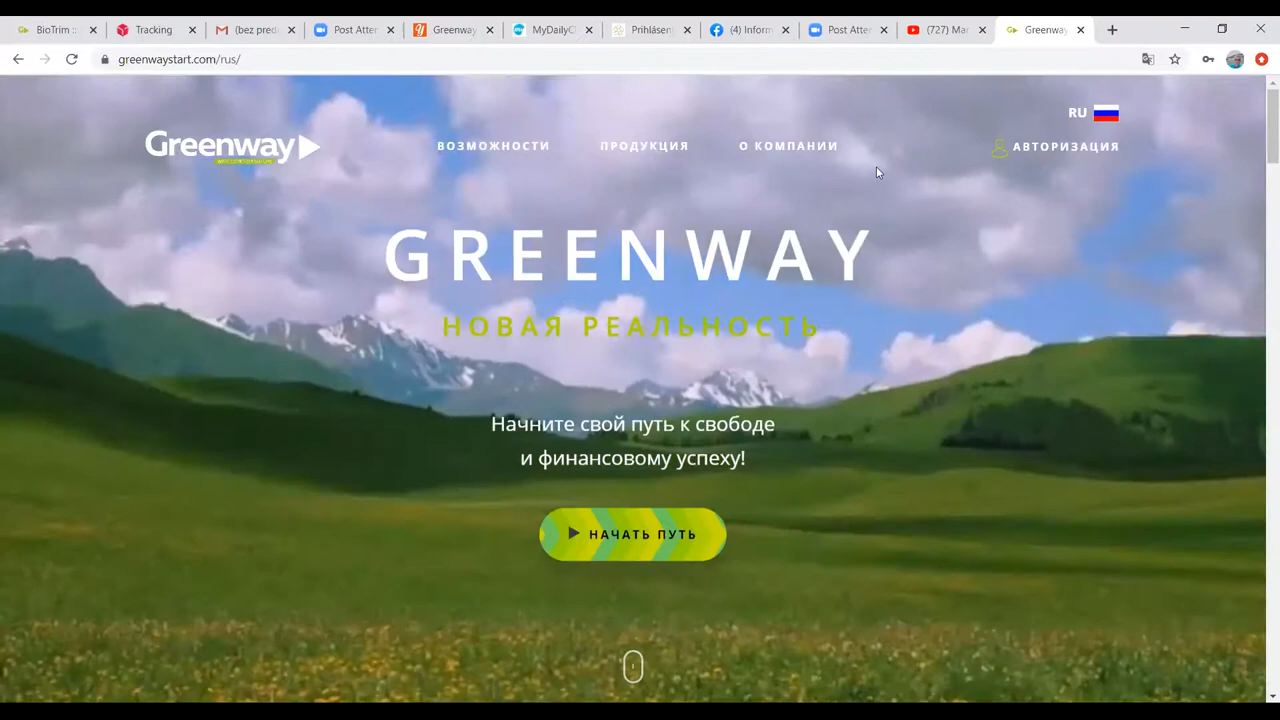 BioTrim ::
Tracking
(bez pred
Post Atter
Greenway
MyDailyCl
Prihlásen
(4) Inform
Post Atter
(727) Mar
Greenway
greenwaystart.com/rus/
RU
Greenway
ВОЗМОЖНОСТИ
ПРОДУКЦИЯ
О КОМПАНИИ
АВТОРИЗАЦИЯ
GREENWAY
НОВАЯ РЕАЛЬНОСТЬ
Начните свой путь к свободе
и финансовому успеху!
НАЧАТЬ ПУТЬ